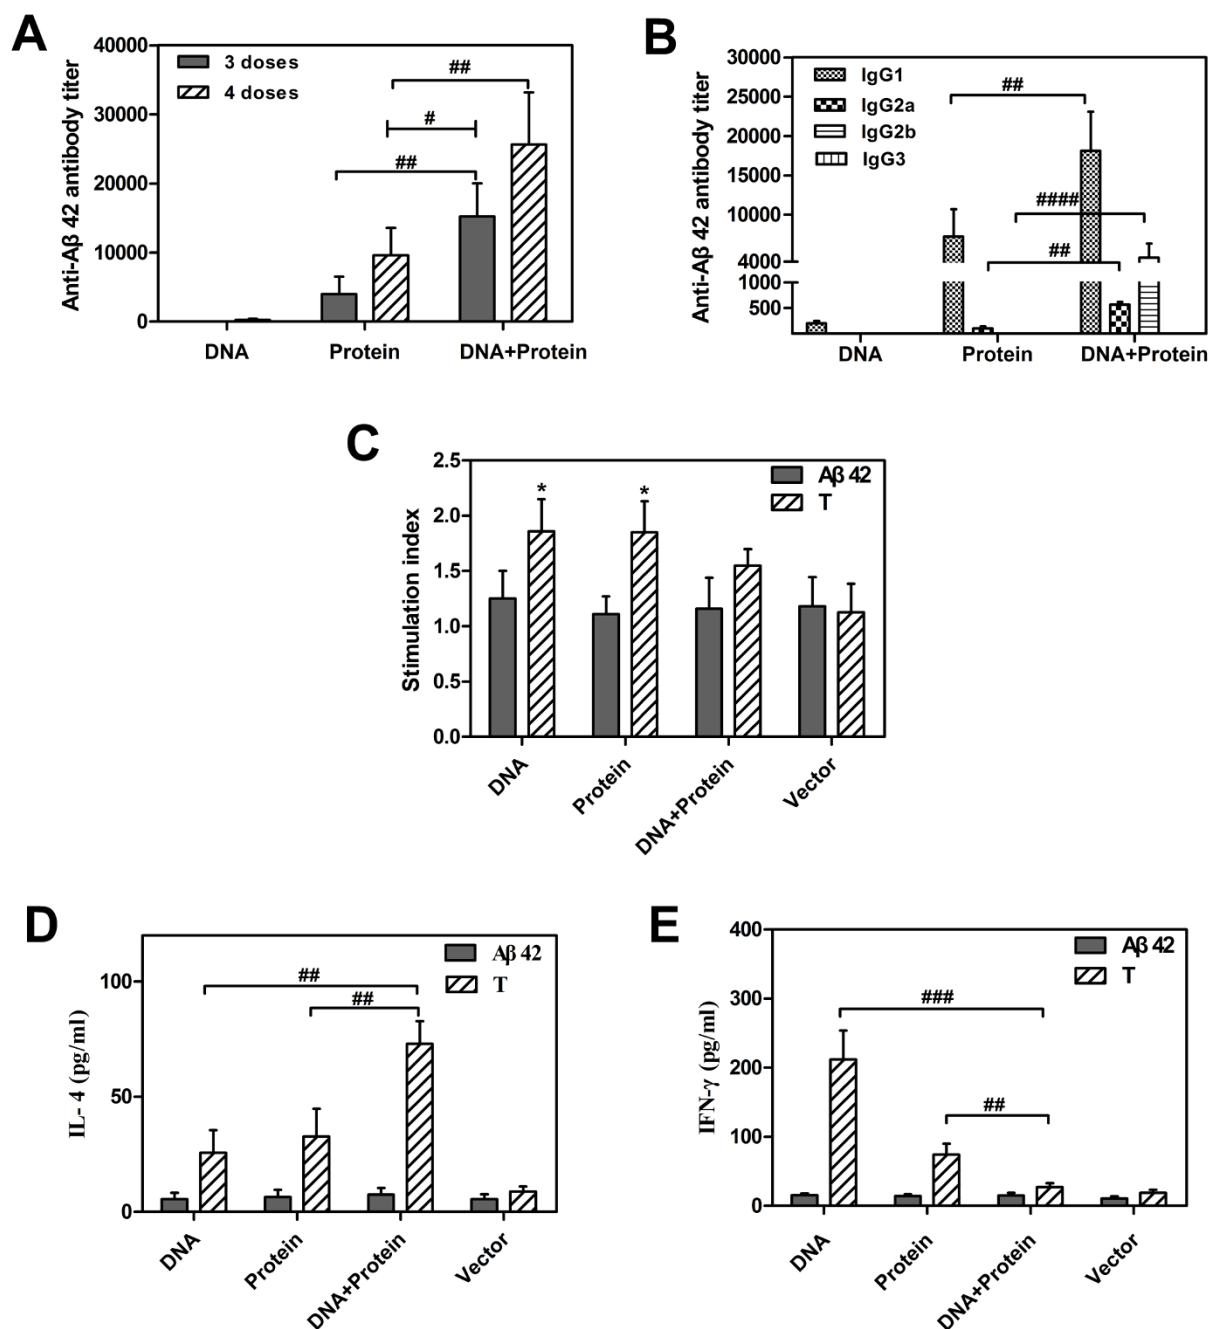 A
Anti-Aβ 42 antibody titer
40000
30000
20000
10000
0
3 doses
4 doses
##
#
##
DNA
Protein
DNA+Protein
B
Anti-Aβ 42 antibody titer
30000
25000
20000
15000
10000
4000
1000
500
IgG1
IgG2a
IgG2b
IgG3
##
####
##
DNA
Protein
DNA+Protein
C
Stimulation index
2.5
2.0
1.5
1.0
0.5
0.0
Aβ 42
T
*
*
DNA
Protein
DNA+Protein
Vector
D
IL- 4 (pg/ml)
100
50
0
Aβ 42
T
##
##
DNA
Protein
DNA+Protein
Vector
E
IFN-γ (pg/ml)
400
300
200
100
0
Aβ 42
T
###
##
DNA
Protein
DNA+Protein
Vector